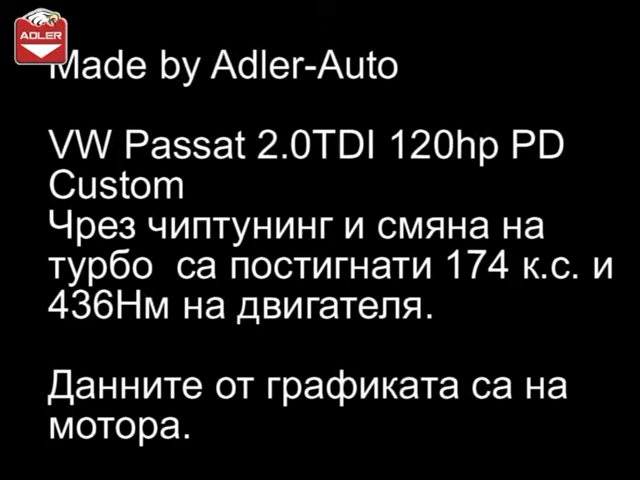 ADLER
Made by Adler-Auto
VW Passat 2.0TDI 120hp PD
Custom
Чрез чиптунинг и смяна на
турбо са постигнати 174 к.с. и
436Нм на двигателя.
Данните от графиката са на
мотора.